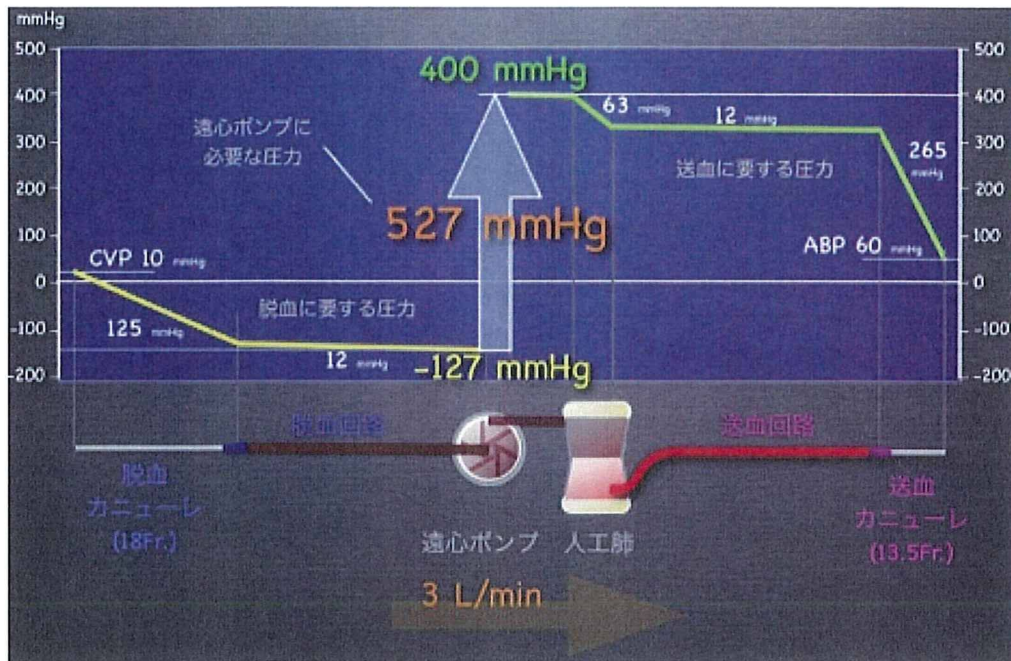 mmHg
500
400
300
200
100
0
-100
-200
500
400
300
200
100
0
-100
-200
400 mmHg
63 mmHg
12 mmHg
265
mmHg
遠心ポンプに
必要な圧力
送血に要する圧力
527 mmHg
ABP 60 mmHg
CVP 10 mmHg
脱血に要する圧力
125 mmHg
12 mmHg
-127 mmHg
脱血回路
送血回路
脱血
カニューレ
(18Fr.)
遠心ポンプ
人工肺
送血
カニューレ
(13.5Fr.)
3 L/min